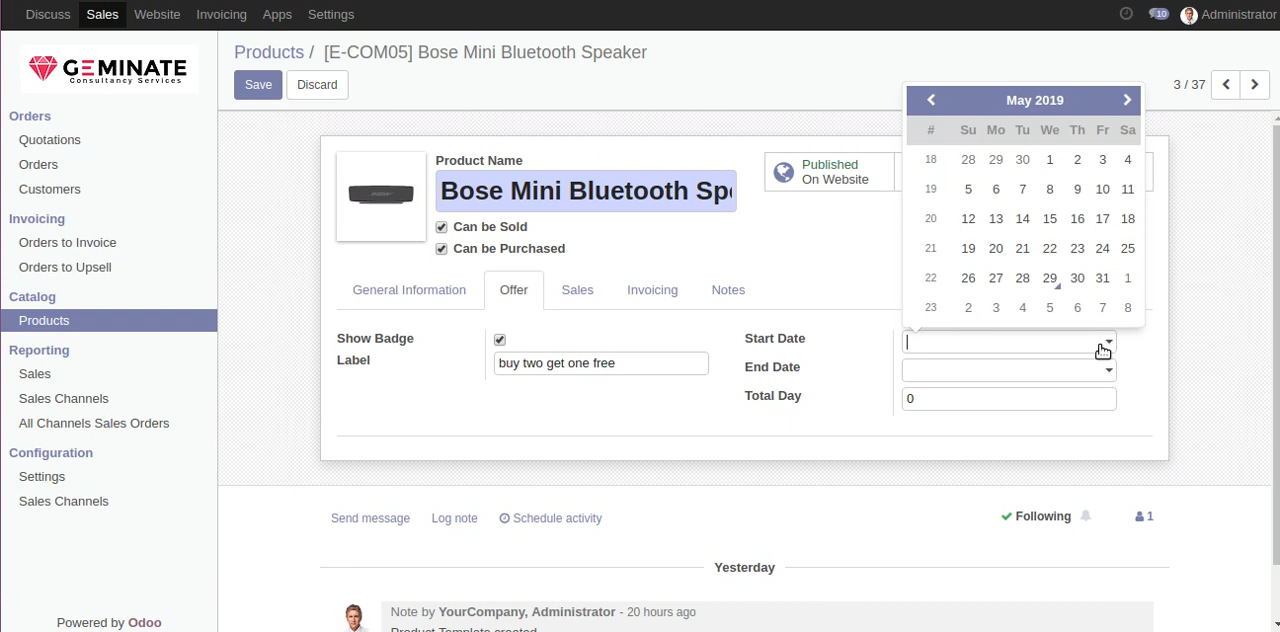 Discuss Sales Website Invoicing Apps Settings 10 Administrator
GEMINATE
Consultancy Services
Orders
Quotations
Orders
Customers
Invoicing
Orders to Invoice
Orders to Upsell
Catalog
Products
Reporting
Sales
Sales Channels
All Channels Sales Orders
Configuration
Settings
Sales Channels
Powered by Odoo
Products / [E-COM05] Bose Mini Bluetooth Speaker
Save Discard
3 / 37
Product Name
Bose Mini Bluetooth Spe
Can be Sold
Can be Purchased
Published
On Website
General Information Offer Sales Invoicing Notes
Show Badge
Label buy two get one free
May 2019
# Su Mo Tu We Th Fr Sa
18 28 29 30 1 2 3 4
19 5 6 7 8 9 10 11
20 12 13 14 15 16 17 18
21 19 20 21 22 23 24 25
22 26 27 28 29 30 31 1
23 2 3 4 5 6 7 8
Start Date
End Date
Total Day 0
Send message Log note Schedule activity
Following 1
Yesterday
Note by YourCompany, Administrator - 20 hours ago
Product Template created